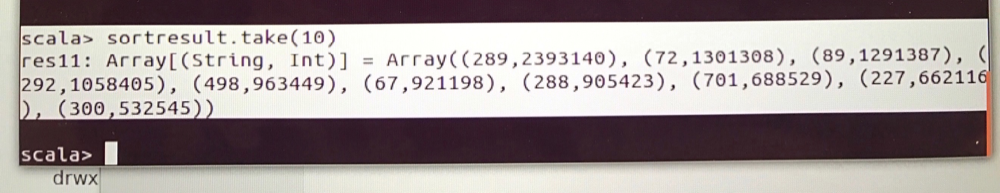 scala> sortresult.take(10)
res11: Array[(String, Int)] = Array((289,2393140), (72,1301308), (89,1291387), (
292,1058405), (498,963449), (67,921198), (288,905423), (701,688529), (227,662116
), (300,532545))
scala>
drwx